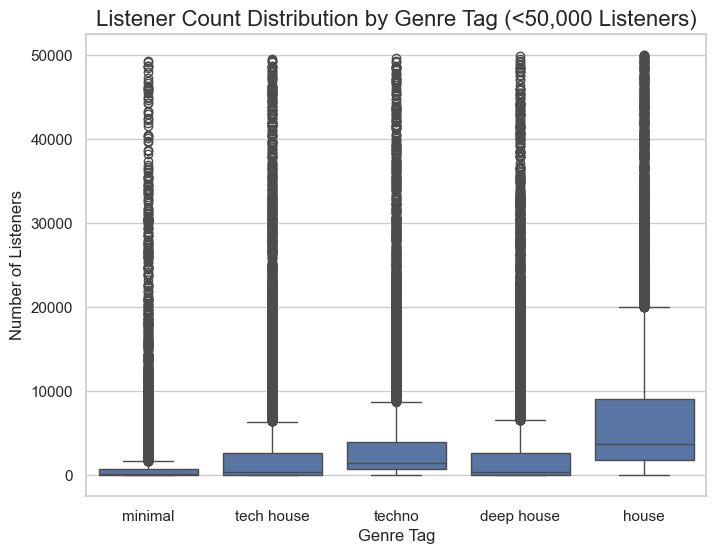 Listener Count Distribution by Genre Tag (<50,000 Listeners)
Number of Listeners
50000
40000
30000
20000
10000
0
minimal tech house techno deep house house
Genre Tag